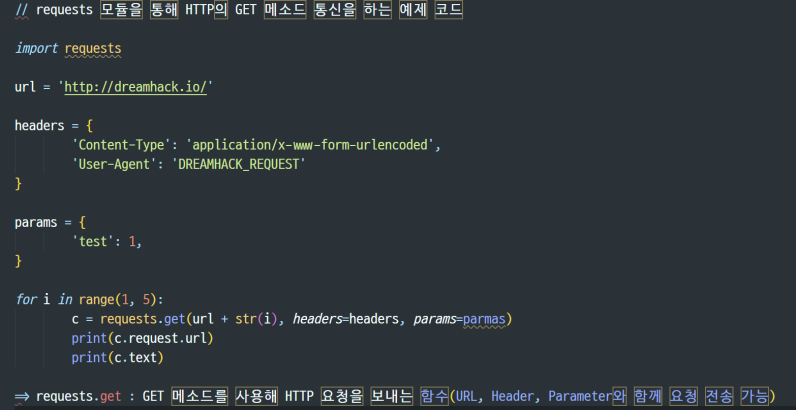 // requests 모듈을 통해 HTTP의 GET 메소드 통신을 하는 예제 코드
import requests
url = 'http://dreamhack.io/'
headers = {
'Content-Type': 'application/x-www-form-urlencoded',
'User-Agent': 'DREAMHACK_REQUEST'
}
params = {
'test': 1,
}
for i in range(1, 5):
c = requests.get(url + str(i), headers=headers, params=parmas)
print(c.request.url)
print(c.text)
=> requests.get : GET 메소드를 사용해 HTTP 요청을 보내는 함수(URL, Header, Parameter와 함께 요청 전송 가능)